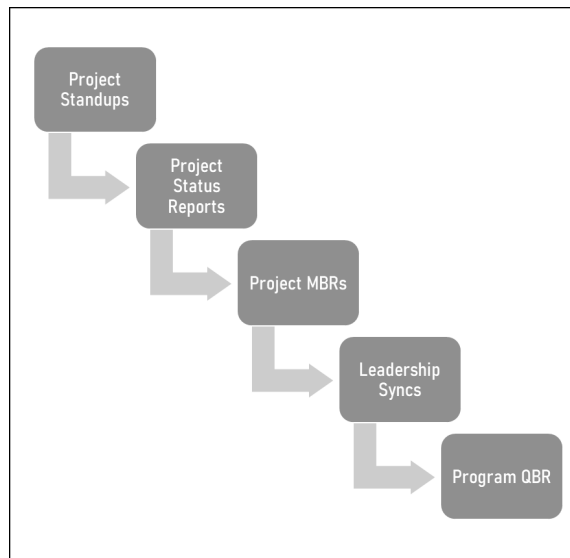 Project
Standups
Project
Status
Reports
Project MBRs
Leadership
Syncs
Program QBR